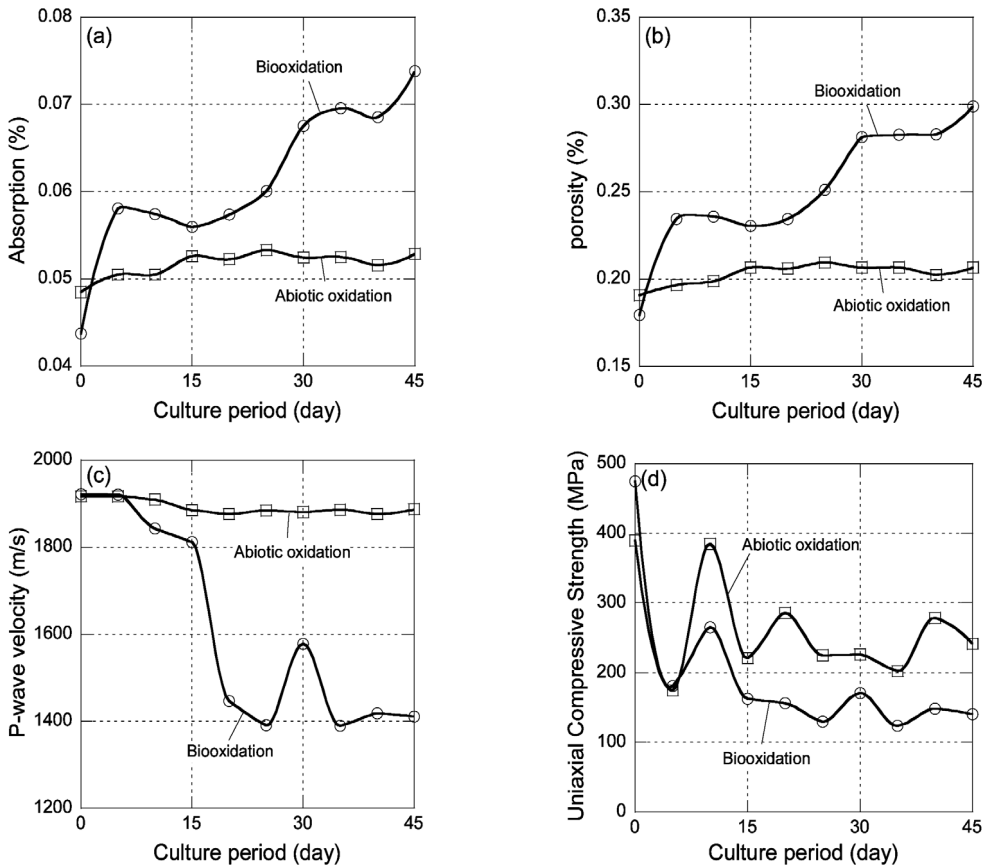 (a)
0.08
0.07
0.06
0.05
0.04
Absorption (%)
Biooxidation
Abiotic oxidation
0
15
30
45
Culture period (day)
(b)
0.35
0.30
0.25
0.20
0.15
porosity (%)
Biooxidation
Abiotic oxidation
0
15
30
45
Culture period (day)
(c)
2000
1800
1600
1400
1200
P-wave velocity (m/s)
Abiotic oxidation
Biooxidation
0
15
30
45
Culture period (day)
(d)
500
400
300
200
100
0
Uniaxial Compressive Strength (MPa)
Abiotic oxidation
Biooxidation
0
15
30
45
Culture period (day)